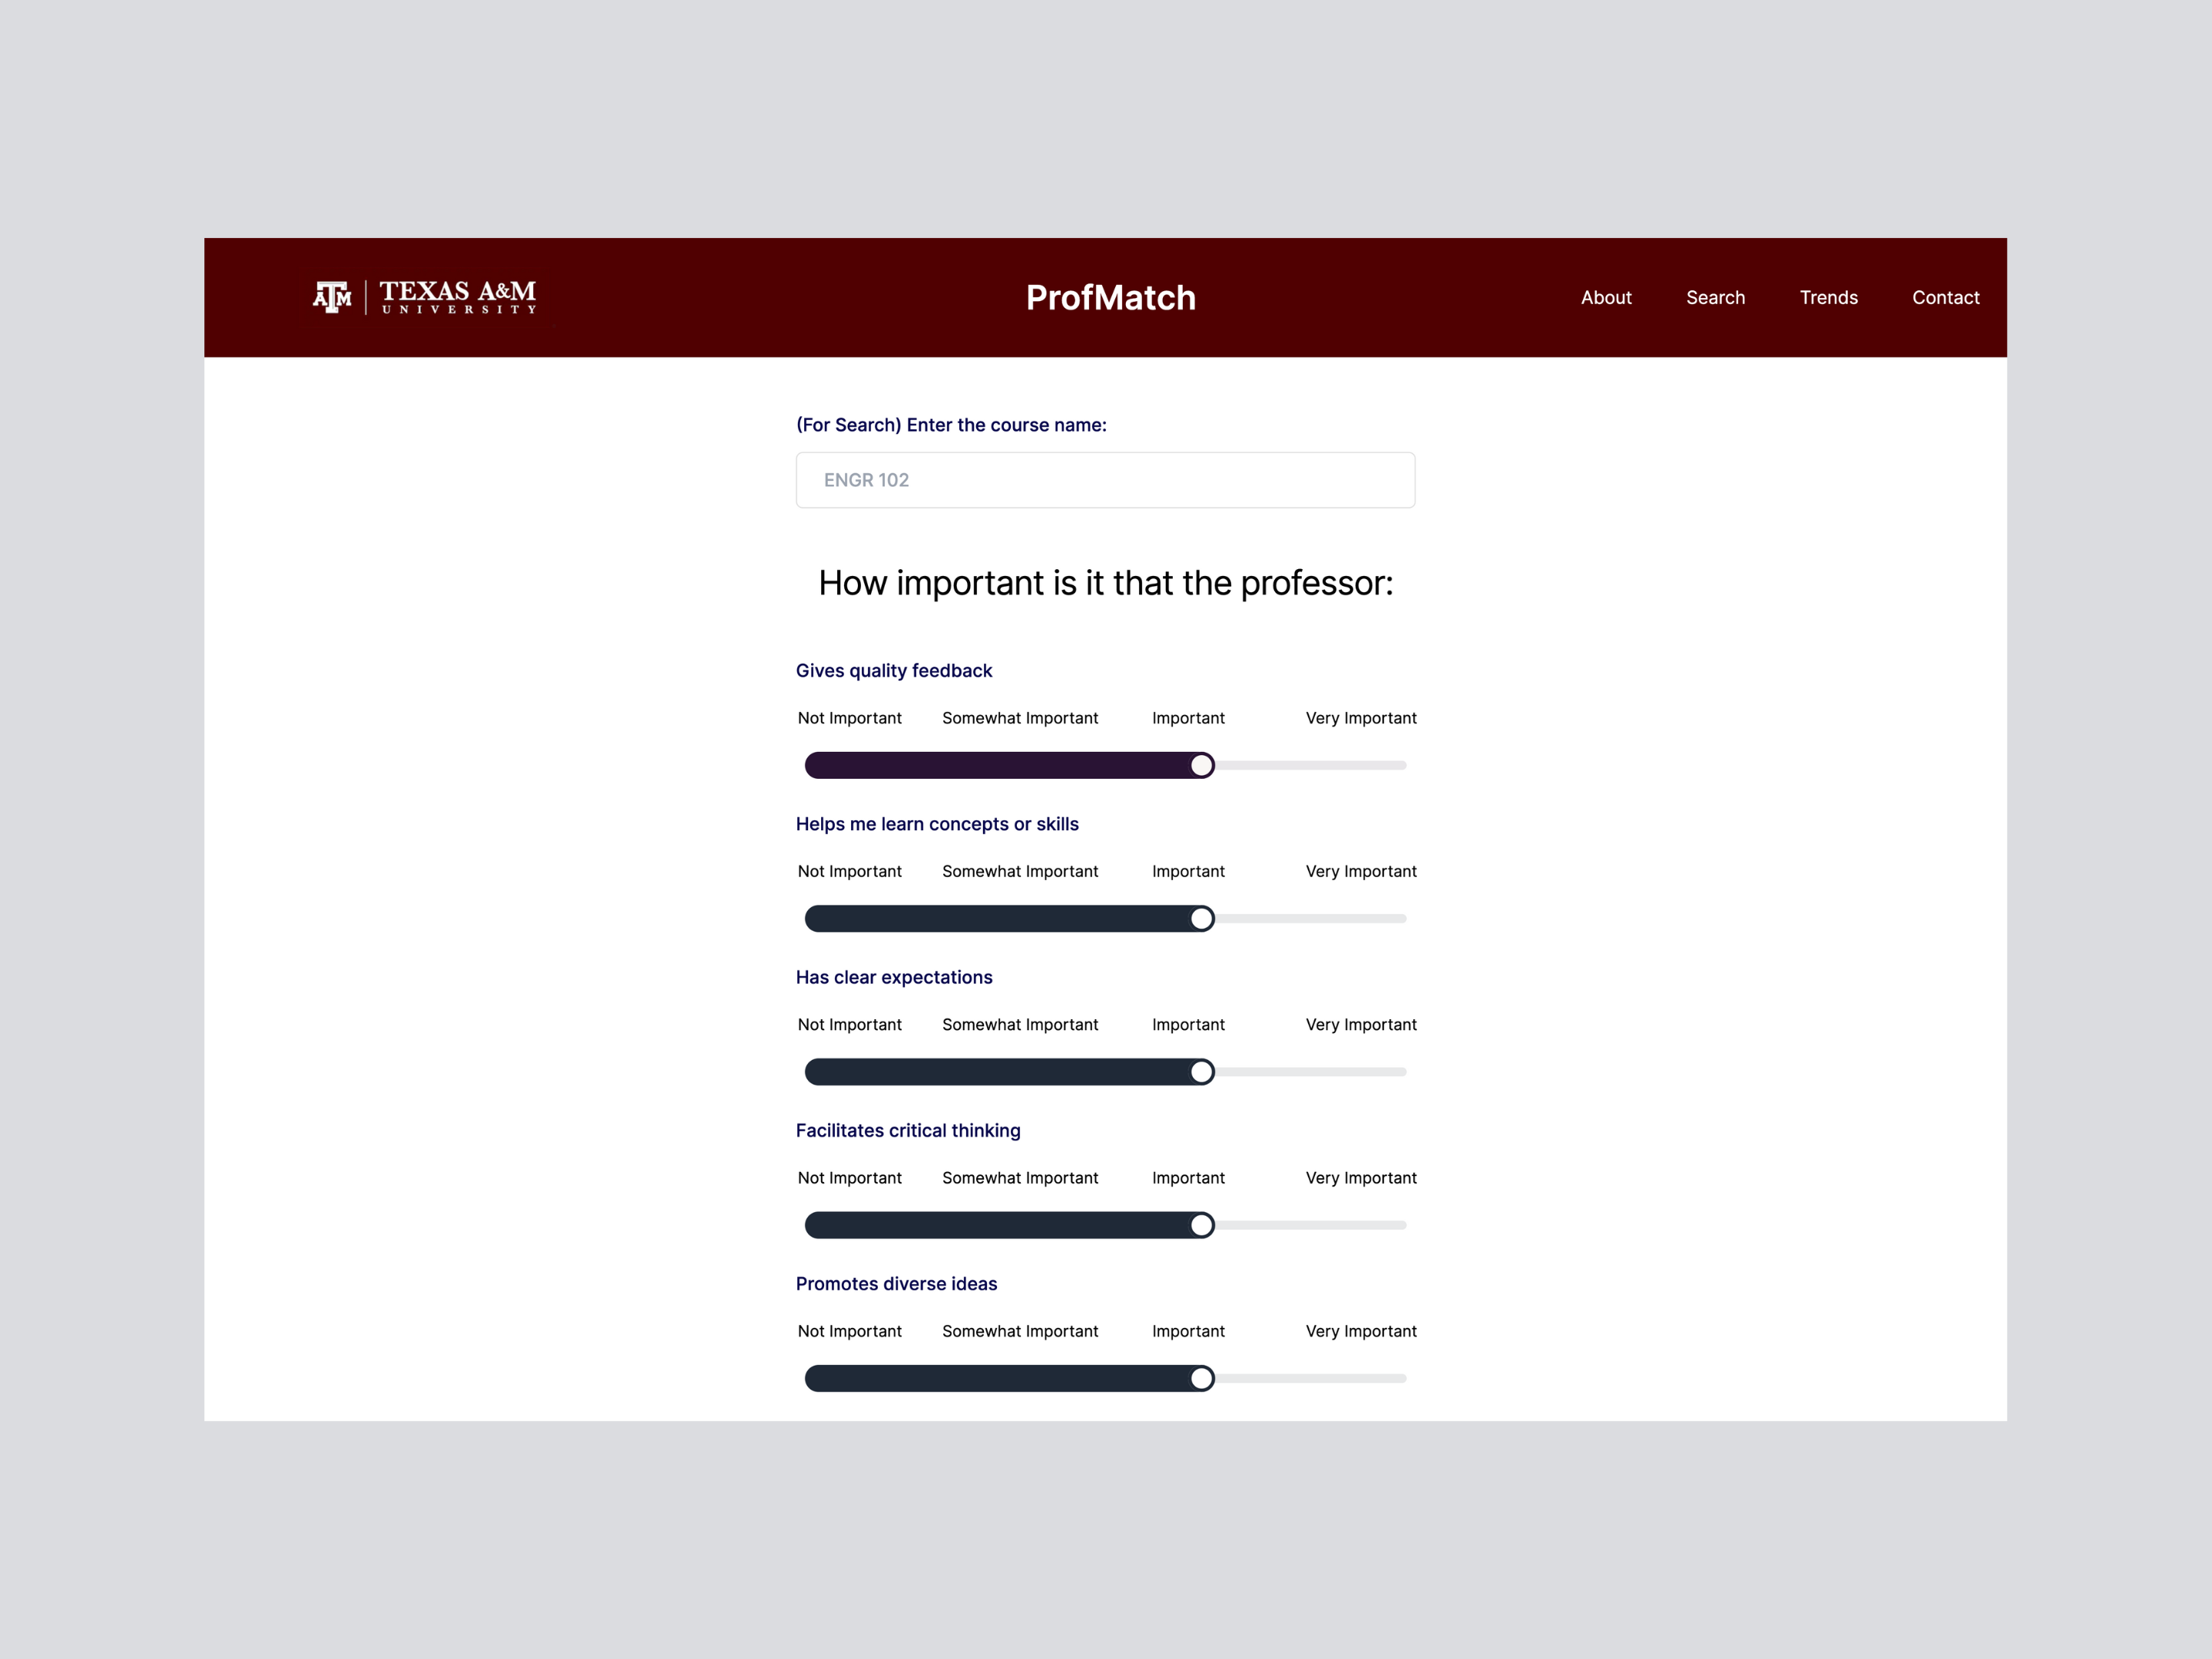 ATM | TEXAS A&M
UNIVERSITY
ProfMatch
About Search Trends Contact
(For Search) Enter the course name:
ENGR 102
How important is it that the professor:
Gives quality feedback
Not Important Somewhat Important Important Very Important
Helps me learn concepts or skills
Not Important Somewhat Important Important Very Important
Has clear expectations
Not Important Somewhat Important Important Very Important
Facilitates critical thinking
Not Important Somewhat Important Important Very Important
Promotes diverse ideas
Not Important Somewhat Important Important Very Important